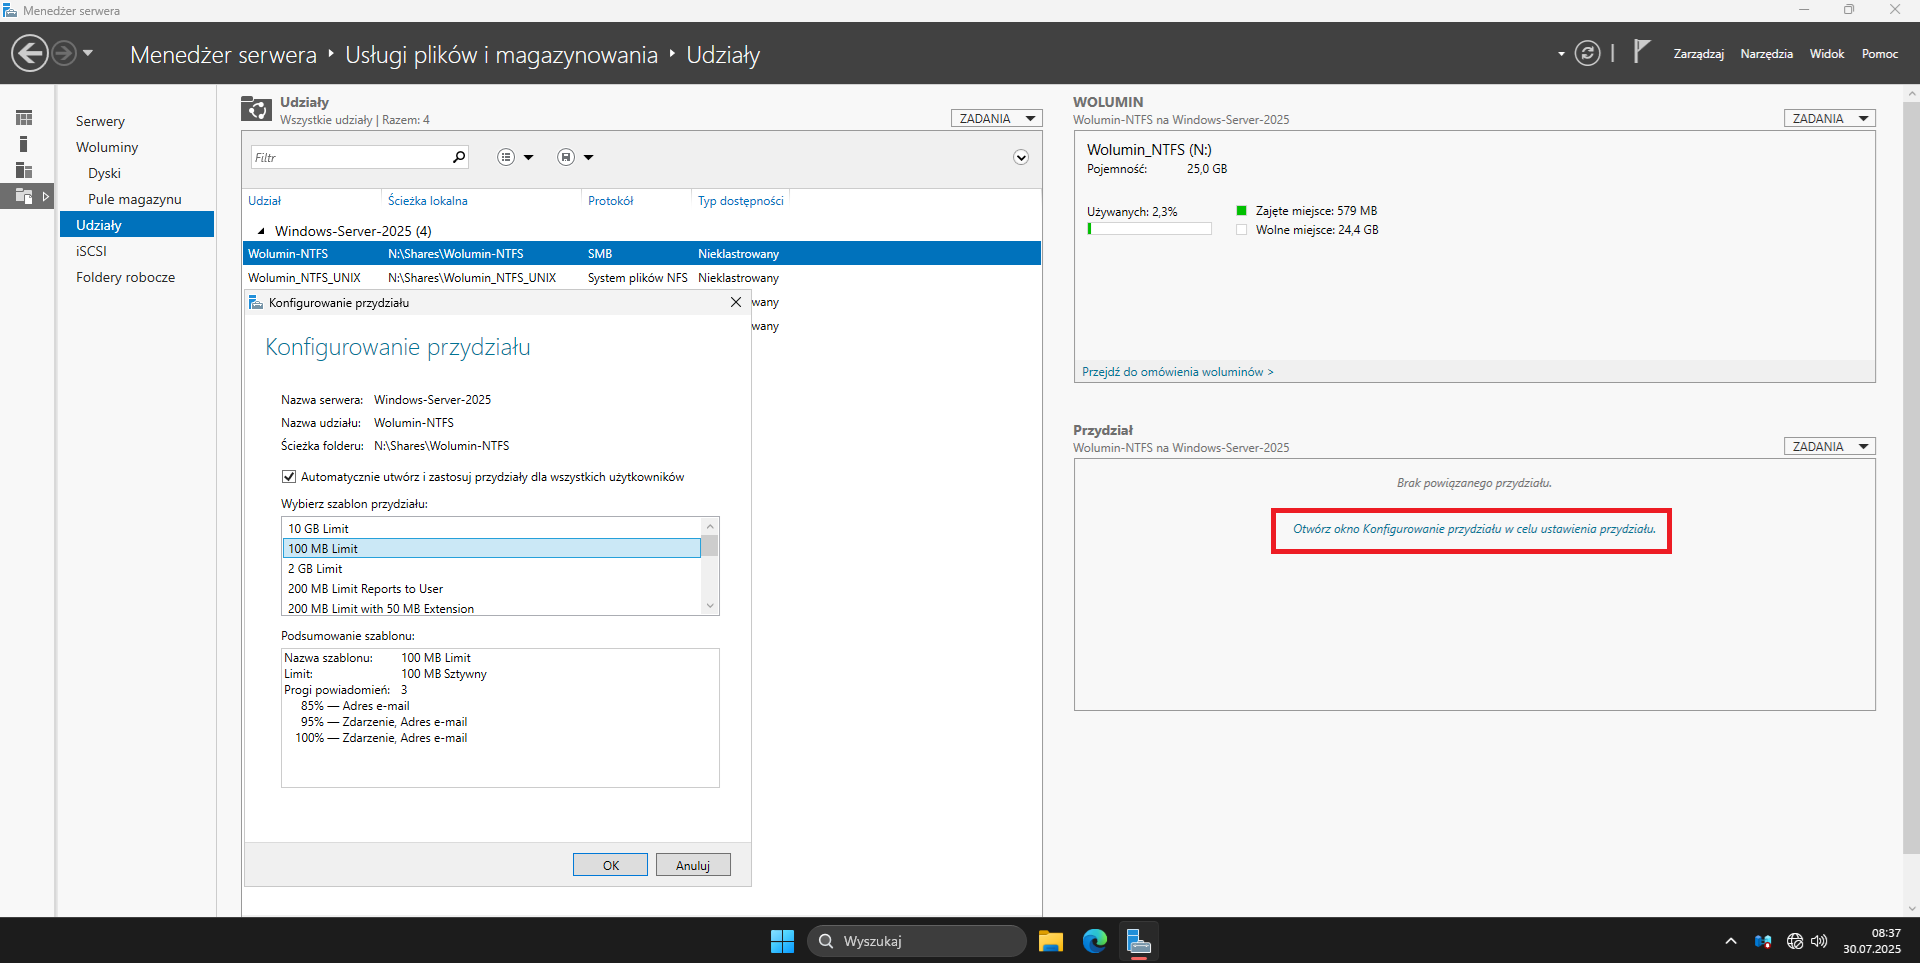 Menedżer serwera
Menedżer serwera ‣ Usługi plików i magazynowania ‣ Udziały
Zarządzaj Narzędzia Widok Pomoc
Serwery
Woluminy
Dyski
Pule magazynu
Udziały
iSCSI
Foldery robocze
Udziały
Wszystkie udziały | Razem: 4
ZADANIA
Filtr
Udział Ścieżka lokalna Protokół Typ dostępności
Windows-Server-2025 (4)
Wolumin-NTFS N:\Shares\Wolumin-NTFS SMB Nieklastrowany
Wolumin_NTFS_UNIX N:\Shares\Wolumin_NTFS_UNIX System plików NFS Nieklastrowany
wany
wany
Konfigurowanie przydziału
Konfigurowanie przydziału
Nazwa serwera: Windows-Server-2025
Nazwa udziału: Wolumin-NTFS
Ścieżka folderu: N:\Shares\Wolumin-NTFS
Automatycznie utwórz i zastosuj przydziały dla wszystkich użytkowników
Wybierz szablon przydziału:
10 GB Limit
100 MB Limit
2 GB Limit
200 MB Limit Reports to User
200 MB Limit with 50 MB Extension
Podsumowanie szablonu:
Nazwa szablonu: 100 MB Limit
Limit: 100 MB Sztywny
Progi powiadomień: 3
85% — Adres e-mail
95% — Zdarzenie, Adres e-mail
100% — Zdarzenie, Adres e-mail
OK Anuluj
WOLUMIN
Wolumin-NTFS na Windows-Server-2025
ZADANIA
Wolumin_NTFS (N:)
Pojemność: 25,0 GB
Używanych: 2,3%
Zajęte miejsce: 579 MB
Wolne miejsce: 24,4 GB
Przejdź do omówienia woluminów >
Przydział
Wolumin-NTFS na Windows-Server-2025
ZADANIA
Brak powiązanego przydziału.
Otwórz okno Konfigurowanie przydziału w celu ustawienia przydziału.
Wyszukaj
08:37
30.07.2025